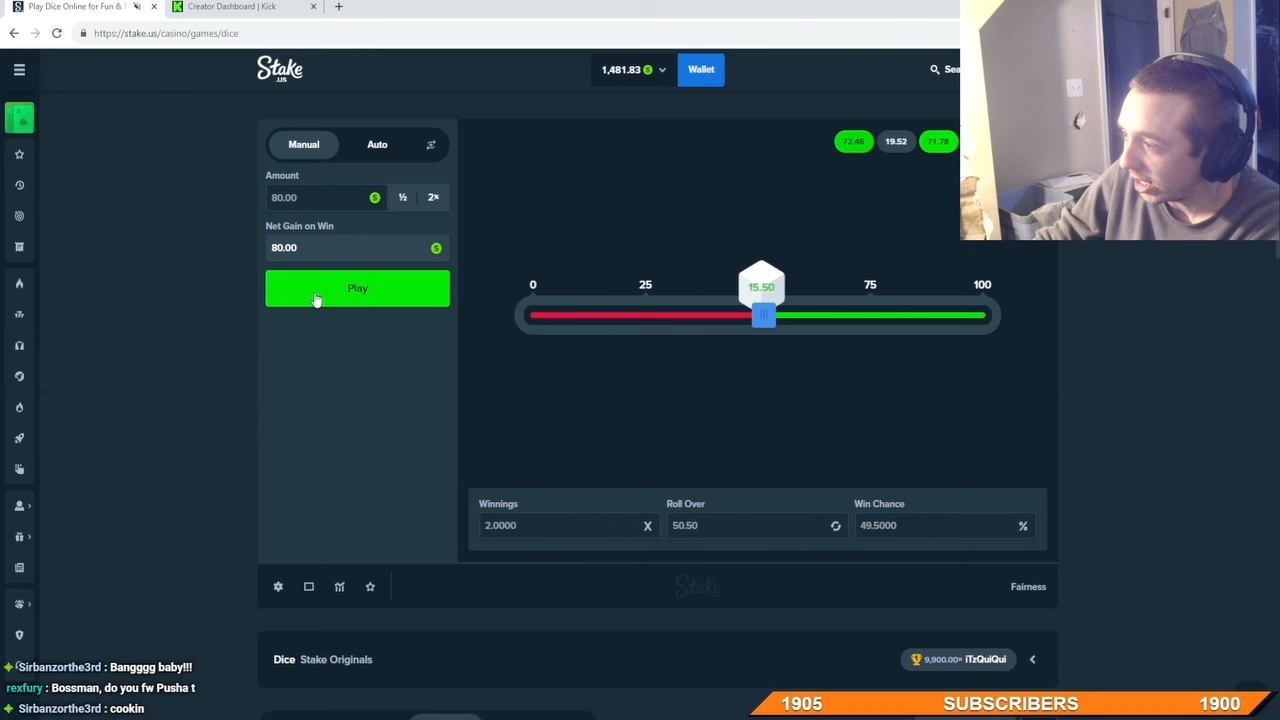 Play Dice Online for Fun &
Creator Dashboard | Kick
https://stake.us/casino/games/dice
Stake
.US
1,481.83
Wallet
Manual
Auto
72.46
19.52
71.78
Amount
80.00
½
2×
Net Gain on Win
80.00
Play
0
25
75
100
15.50
Winnings
Roll Over
Win Chance
2.0000
X
50.50
49.5000
%
Stake
Fairness
Dice Stake Originals
9,900.00× iTzQuiQui
Sirbanzorthe3rd : Bangggg baby!!!
rexfury : Bossman, do you fw Pusha t
Sirbanzorthe3rd : cookin
1905 SUBSCRIBERS 1900